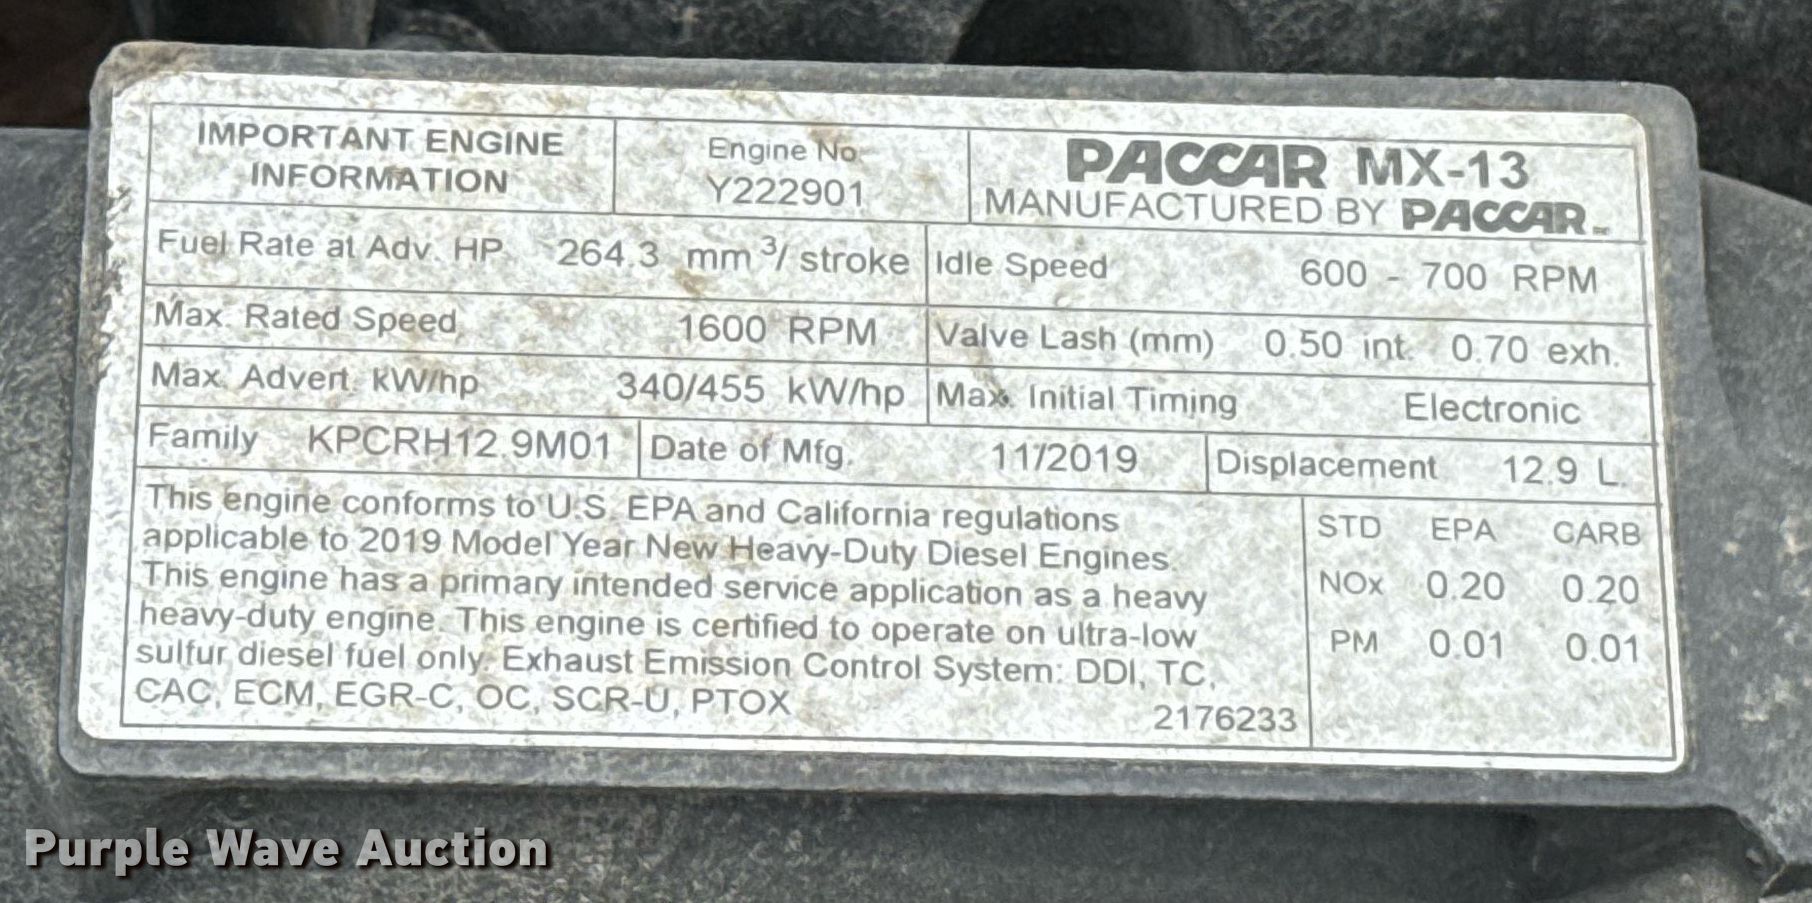 IMPORTANT ENGINE
INFORMATION
Engine No.
Y222901
PACCAR MX-13
MANUFACTURED BY PACCAR
Fuel Rate at Adv. HP 264.3 mm³/ stroke
Idle Speed 600 - 700 RPM
Max. Rated Speed 1600 RPM
Valve Lash (mm) 0.50 int. 0.70 exh.
Max. Advert. kW/hp 340/455 kW/hp
Max. Initial Timing Electronic
Family KPCRH12.9M01
Date of Mfg. 11/2019
Displacement 12.9 L.
This engine conforms to U.S. EPA and California regulations
applicable to 2019 Model Year New Heavy-Duty Diesel Engines.
This engine has a primary intended service application as a heavy
heavy-duty engine. This engine is certified to operate on ultra-low
sulfur diesel fuel only. Exhaust Emission Control System: DDI, TC,
CAC, ECM, EGR-C, OC, SCR-U, PTOX
2176233
STD EPA CARB
NOx 0.20 0.20
PM 0.01 0.01
Purple Wave Auction